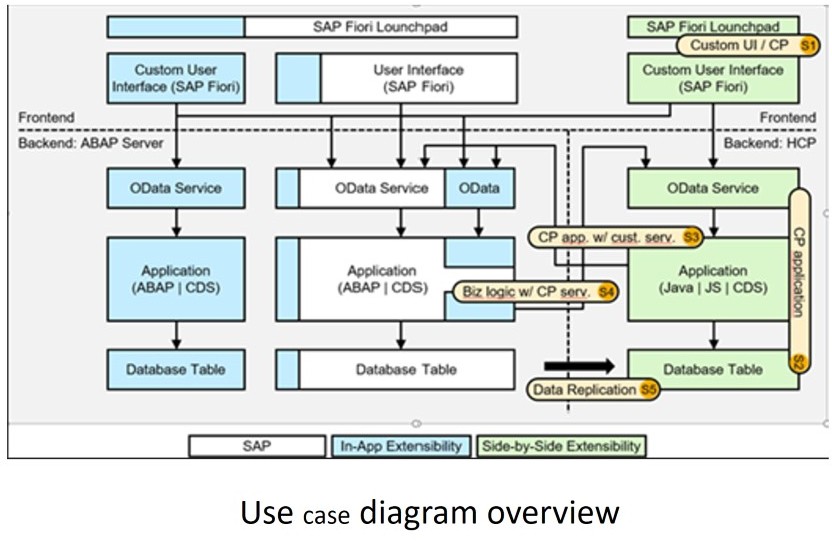 SAP Fiori Lounchpad
SAP Fiori Lounchpad
Custom UI / CP S1
Custom User
Interface (SAP Fiori)
User Interface
(SAP Fiori)
Custom User Interface
(SAP Fiori)
Frontend
Frontend
Backend: ABAP Server
Backend: HCP
OData Service
OData Service
OData
OData Service
CP app. w/ cust. serv. S3
CP application S2
Application
(ABAP | CDS)
Application
(ABAP | CDS)
Biz logic w/ CP serv. S4
Application
(Java | JS | CDS)
Database Table
Database Table
Database Table
Data Replication S5
SAP
In-App Extensibility
Side-by-Side Extensibility
Use case diagram overview